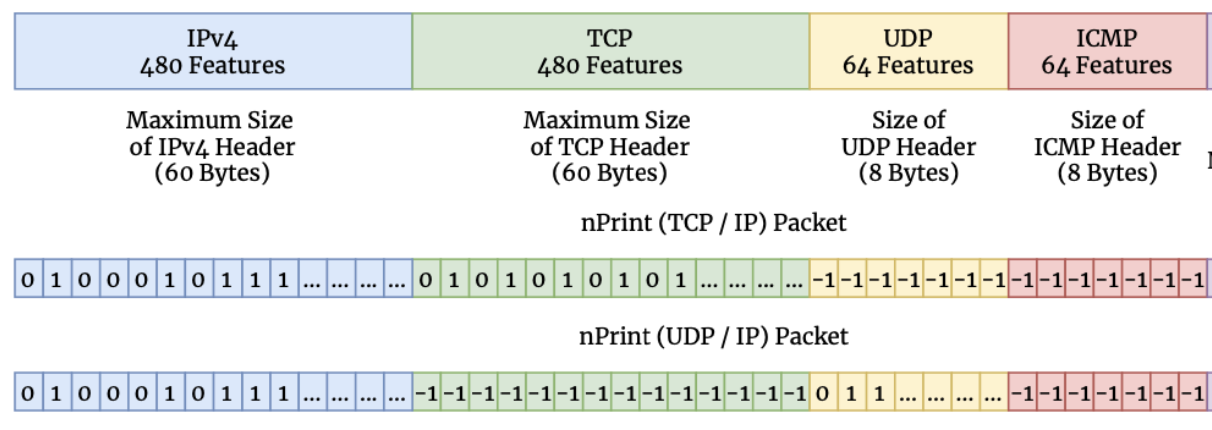 IPv4
480 Features
TCP
480 Features
UDP
64 Features
ICMP
64 Features
Maximum Size
of IPv4 Header
(60 Bytes)
Maximum Size
of TCP Header
(60 Bytes)
Size of
UDP Header
(8 Bytes)
Size of
ICMP Header
(8 Bytes)
nPrint (TCP / IP) Packet
0 1 0 0 0 1 0 1 1 1 ... ... ... ... 0 1 0 1 0 1 0 1 0 1 ... ... ... ... -1 -1 -1 -1 -1 -1 -1 -1 -1 -1 -1 -1 -1 -1
nPrint (UDP / IP) Packet
0 1 0 0 0 1 0 1 1 1 ... ... ... ... -1 -1 -1 -1 -1 -1 -1 -1 -1 -1 -1 -1 -1 -1 0 1 1 ... ... ... ... -1 -1 -1 -1 -1 -1 -1